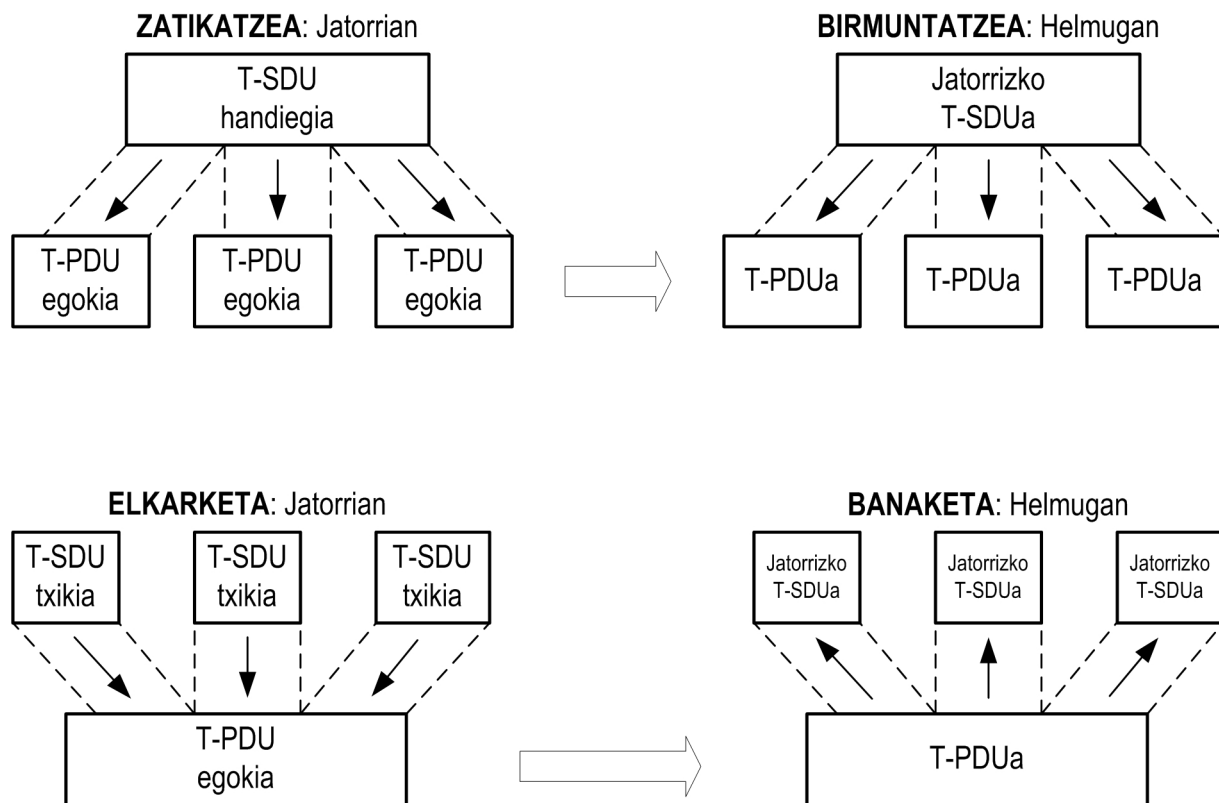 ZATIKATZEA: Jatorrian
T-SDU
handiegia
T-PDU
egokia
T-PDU
egokia
T-PDU
egokia
BIRMUNTATZEA: Helmugan
Jatorrizko
T-SDUa
T-PDUa
T-PDUa
T-PDUa
ELKARKETA: Jatorrian
T-SDU
txikia
T-SDU
txikia
T-SDU
txikia
T-PDU
egokia
BANAKETA: Helmugan
Jatorrizko
T-SDUa
Jatorrizko
T-SDUa
Jatorrizko
T-SDUa
T-PDUa